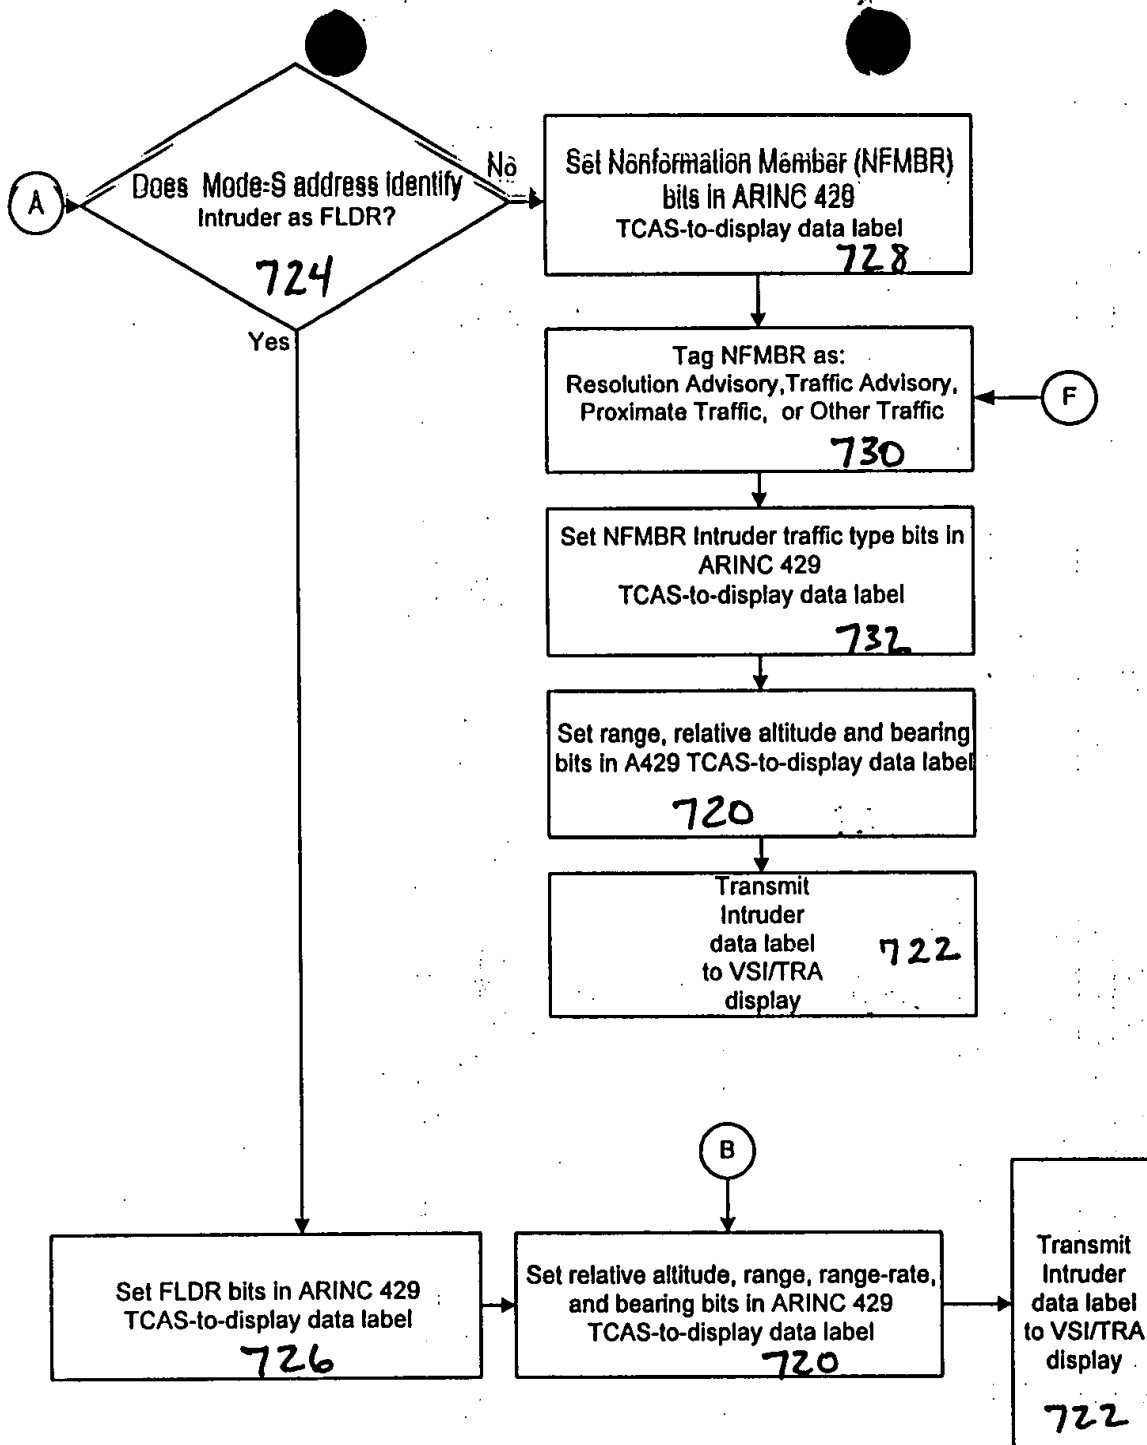 A
Does Mode-S address identify
Intruder as FLDR?
724
No
Yes
Set Nonformation Member (NFMBR)
bits in ARINC 429
TCAS-to-display data label
728
Tag NFMBR as:
Resolution Advisory, Traffic Advisory,
Proximate Traffic, or Other Traffic
730
F
Set NFMBR Intruder traffic type bits in
ARINC 429
TCAS-to-display data label
732
Set range, relative altitude and bearing
bits in A429 TCAS-to-display data label
720
Transmit
Intruder
data label
to VSI/TRA
display
722
B
Set FLDR bits in ARINC 429
TCAS-to-display data label
726
Set relative altitude, range, range-rate,
and bearing bits in ARINC 429
TCAS-to-display data label
720
Transmit
Intruder
data label
to VSI/TRA
display
722